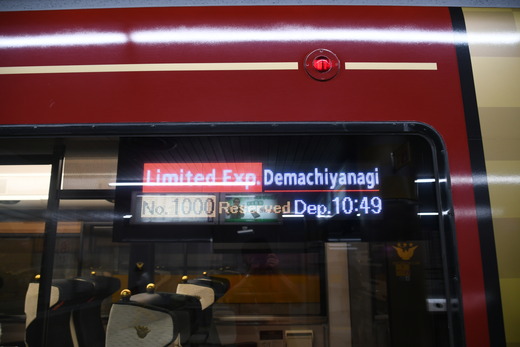 Limited Exp. Demachiyanagi
No. 1000 Reserved Dep. 10:49